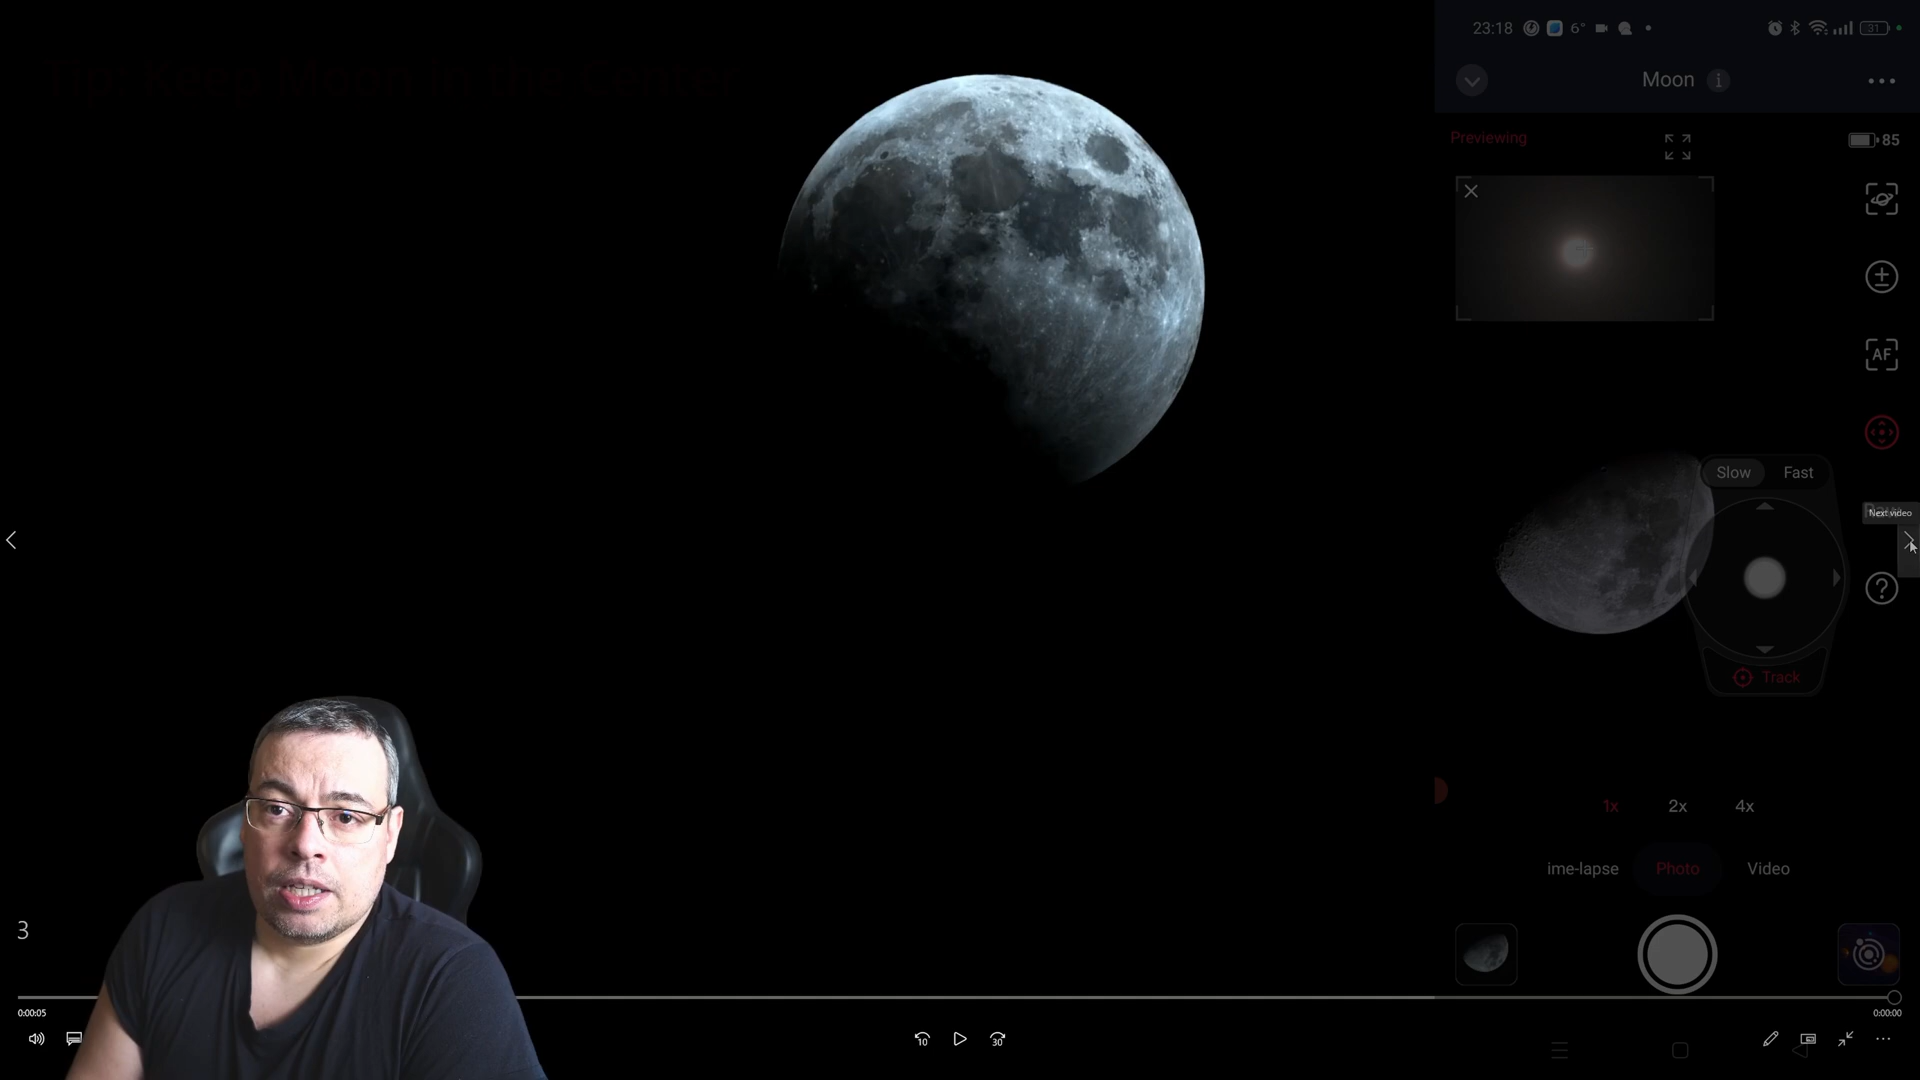 Tip: Keep Moon in the Center
23:18 6° 31
Moon
Previewing
85
AF
Slow Fast
Next video
Track
1x 2x 4x
ime-lapse Photo Video
3
0:00:05 0:00:00
10 30